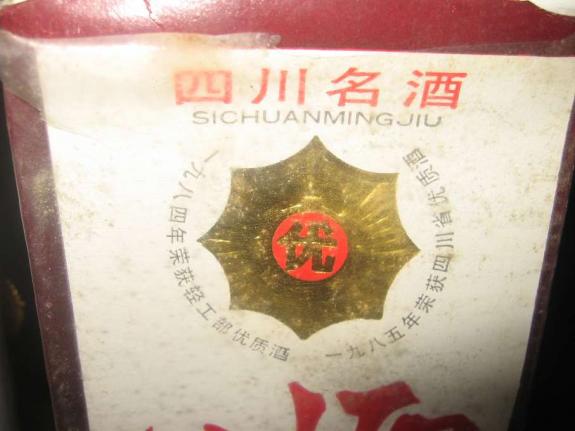 四川名酒
SICHUANMINGJIU
一九八四年荣获轻工部优质酒
一九八五年荣获四川省优质酒
优